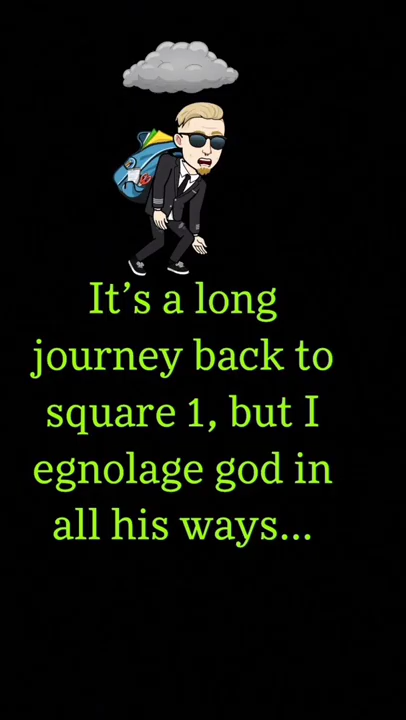 It’s a long
journey back to
square 1, but I
egnolage god in
all his ways...